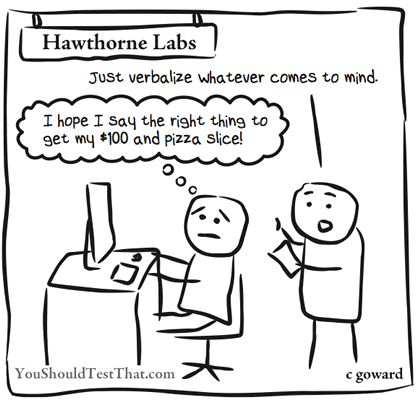 Hawthorne Labs
Just verbalize whatever comes to mind.
I hope I say the right thing to
get my $100 and pizza slice!
YouShouldTestThat.com
c goward